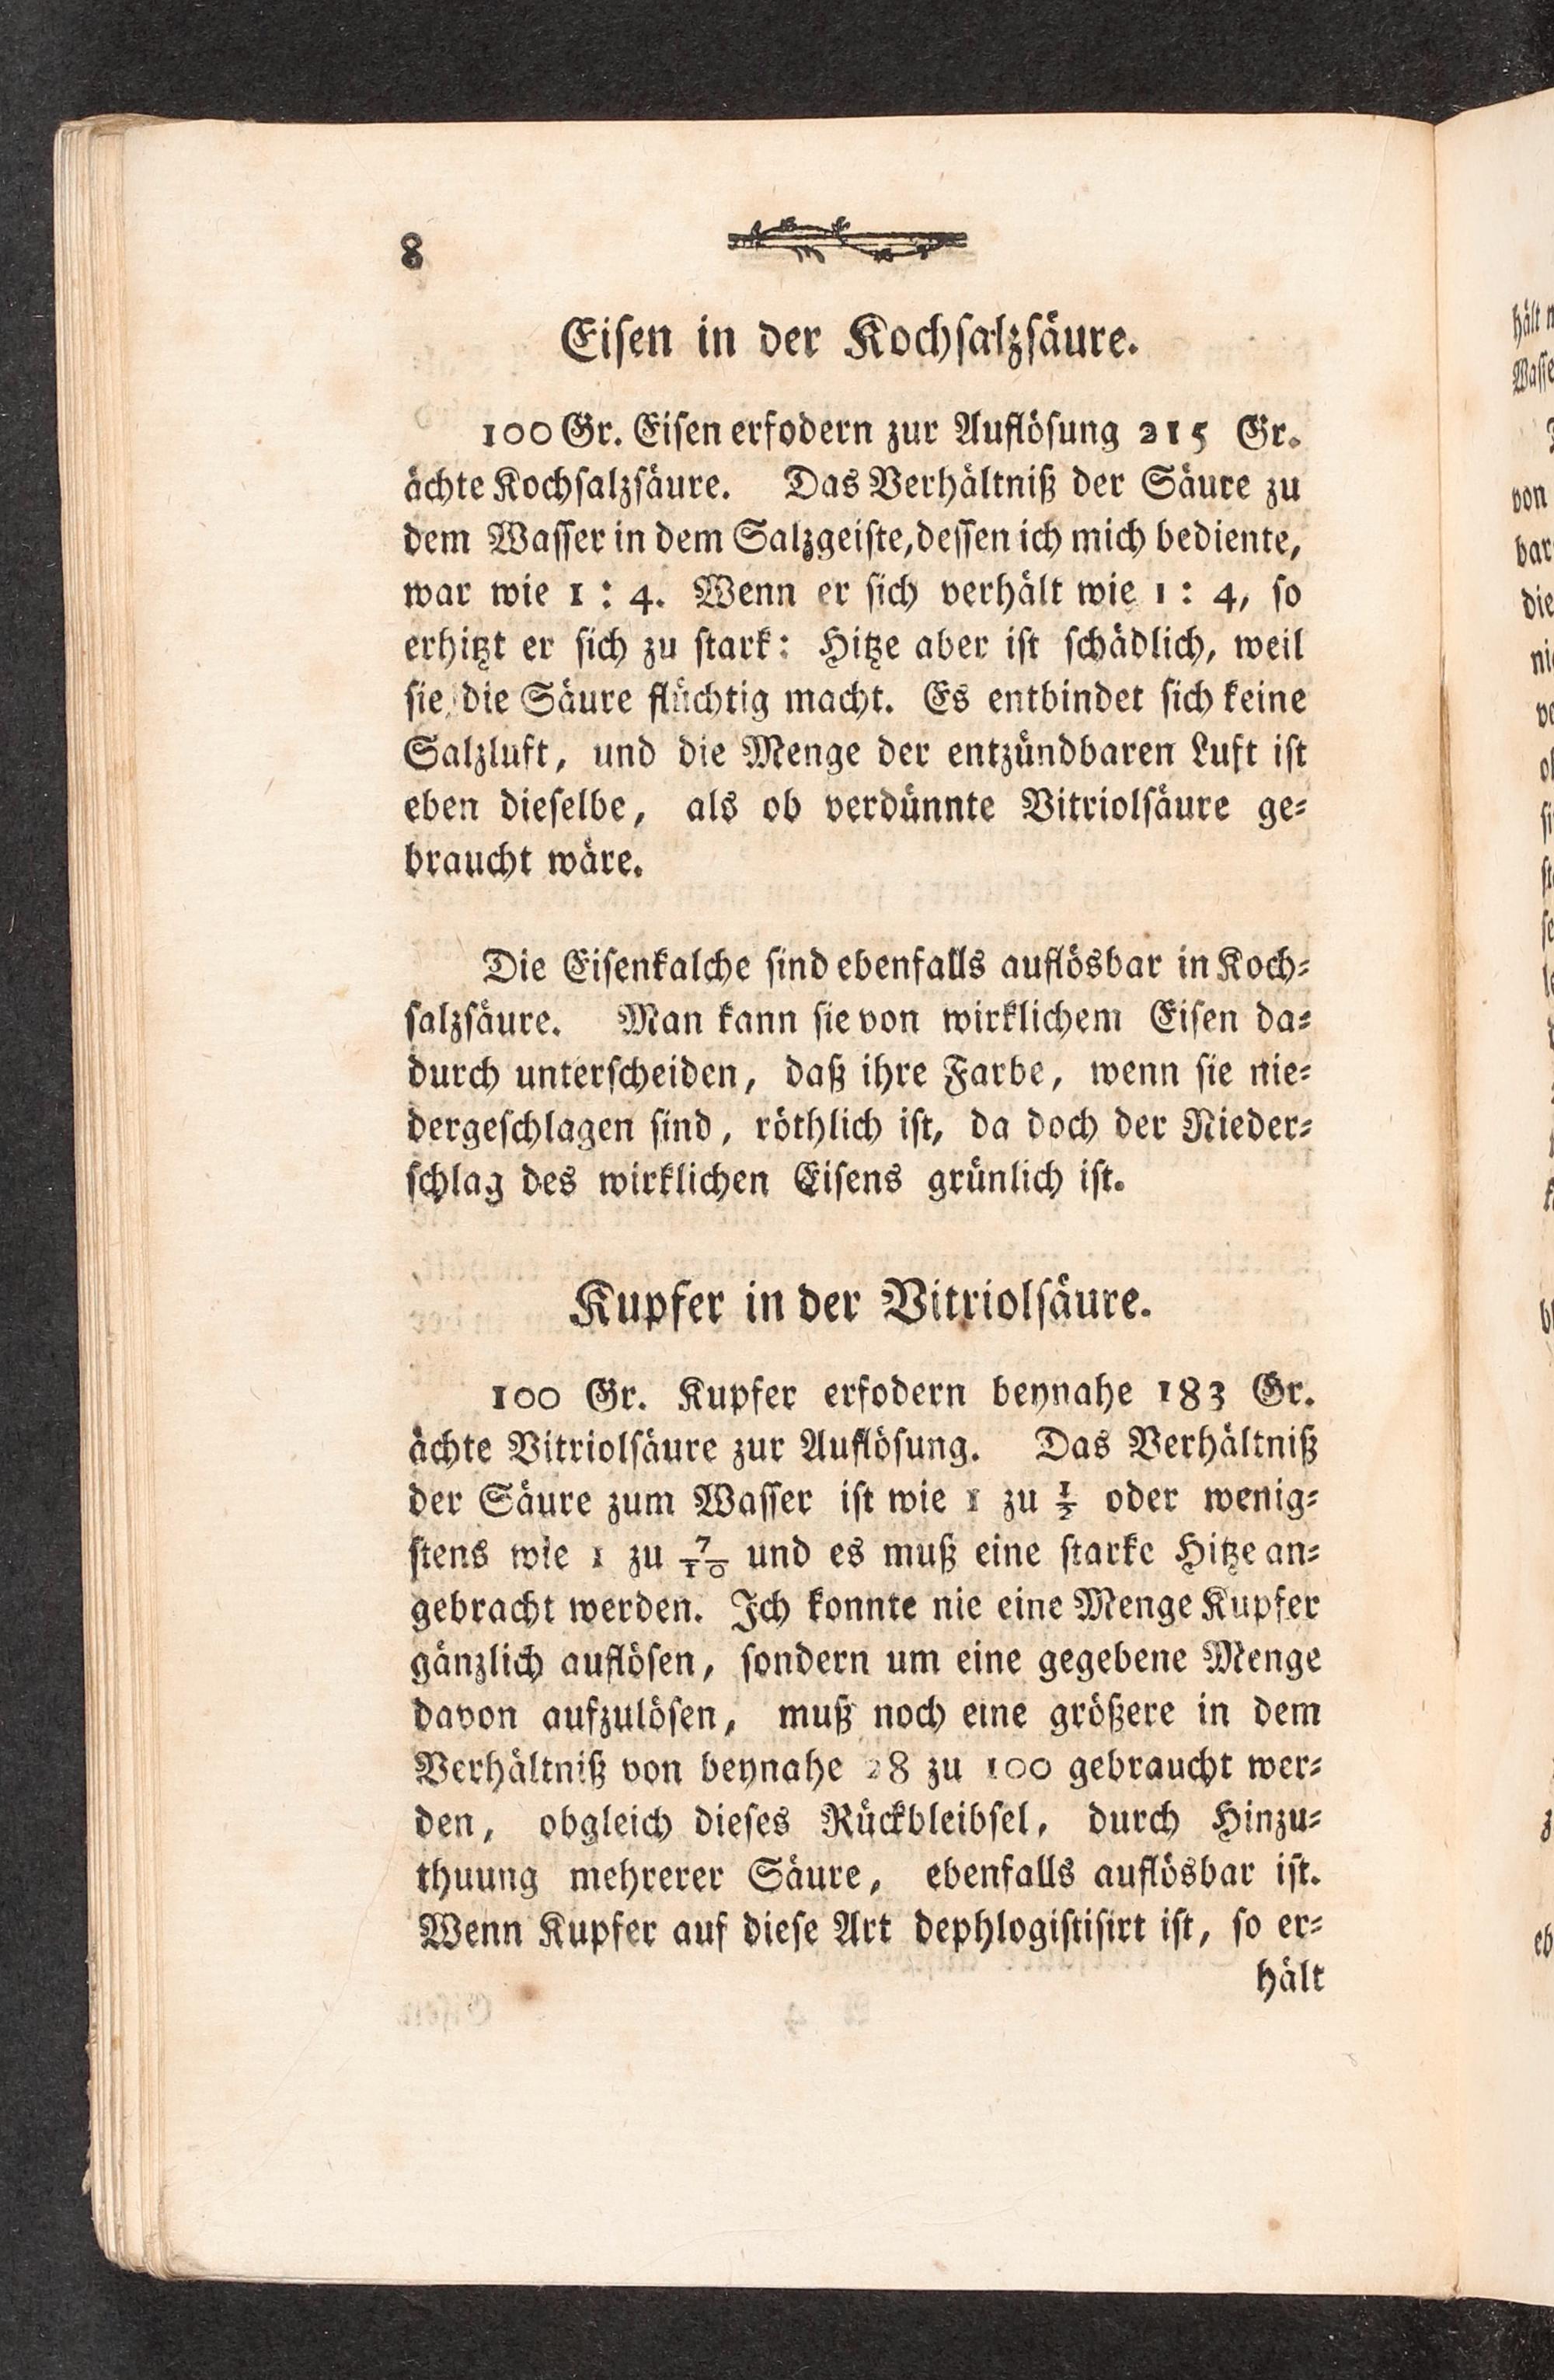 8
Eisen in der Kochsalzsäure.
100 Gr. Eisen erfodern zur Auflösung 215 Gr.
ächte Kochsalzsäure. Das Verhältniß der Säure zu
dem Wasser in dem Salzgeiste, dessen ich mich bediente,
war wie 1 : 4. Wenn er sich verhält wie 1 : 4, so
erhitzt er sich zu stark: Hitze aber ist schädlich, weil
sie die Säure flüchtig macht. Es entbindet sich keine
Salzluft, und die Menge der entzündbaren Luft ist
eben dieselbe, als ob verdünnte Vitriolsäure ge-
braucht wäre.
Die Eisenkalche sind ebenfalls auflösbar in Koch-
salzsäure. Man kann sie von wirklichem Eisen da-
durch unterscheiden, daß ihre Farbe, wenn sie nie-
dergeschlagen sind, röthlich ist, da doch der Nieder-
schlag des wirklichen Eisens grünlich ist.
Kupfer in der Vitriolsäure.
100 Gr. Kupfer erfodern beynahe 183 Gr.
ächte Vitriolsäure zur Auflösung. Das Verhältniß
der Säure zum Wasser ist wie 1 zu ½ oder wenig-
stens wie 1 zu 7/10 und es muß eine starke Hitze an-
gebracht werden. Ich konnte nie eine Menge Kupfer
gänzlich auflösen, sondern um eine gegebene Menge
davon aufzulösen, muß noch eine größere in dem
Verhältniß von beynahe 28 zu 100 gebraucht wer-
den, obgleich dieses Rückbleibsel, durch Hinzu-
thuung mehrerer Säure, ebenfalls auflösbar ist.
Wenn Kupfer auf diese Art dephlogistisirt ist, so er-
hält